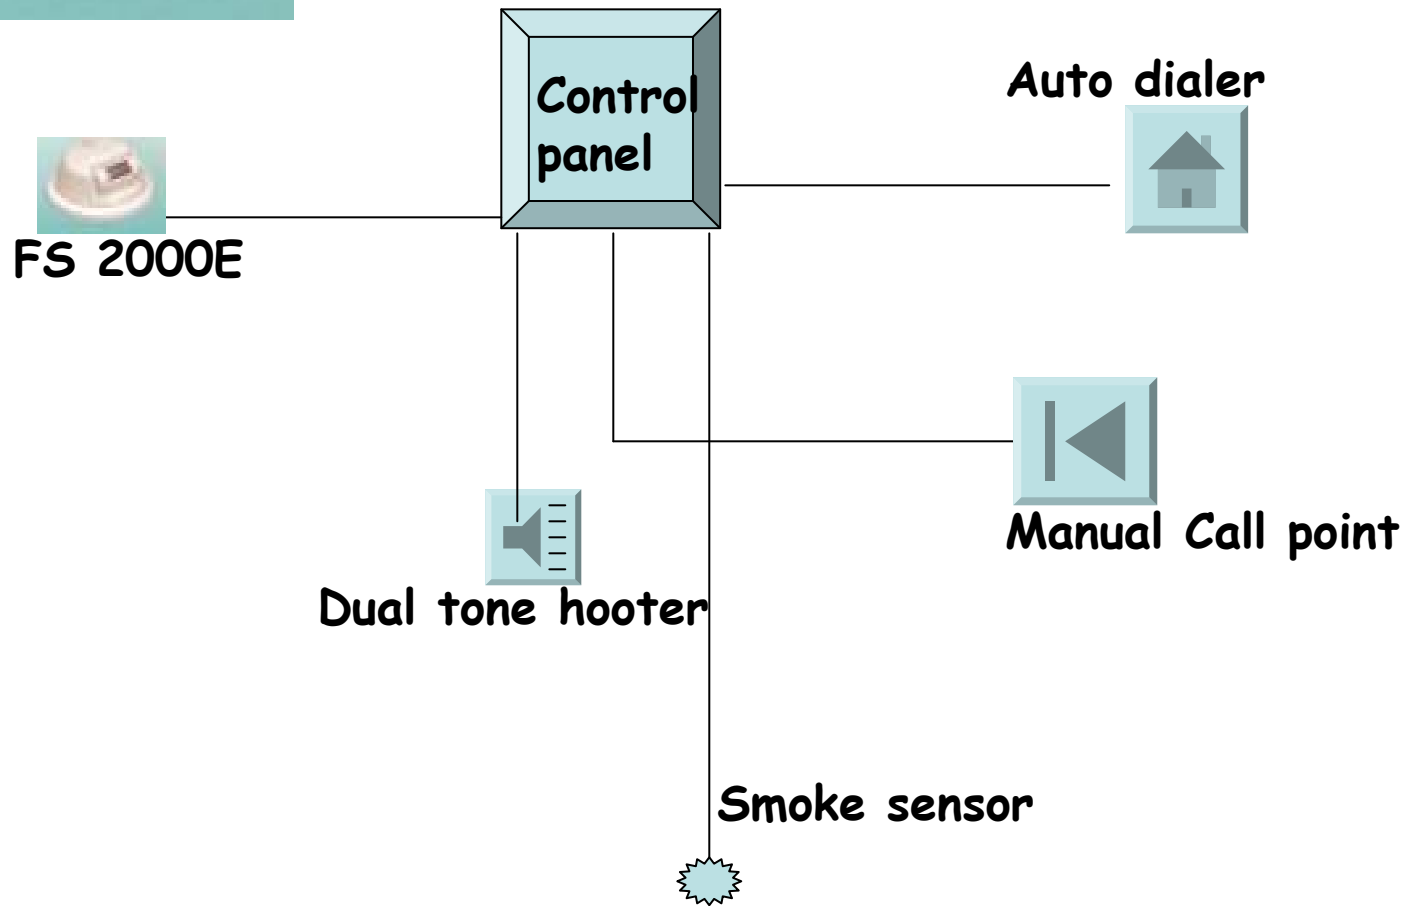 Control
panel
Auto dialer
FS 2000E
Manual Call point
Dual tone hooter
Smoke sensor